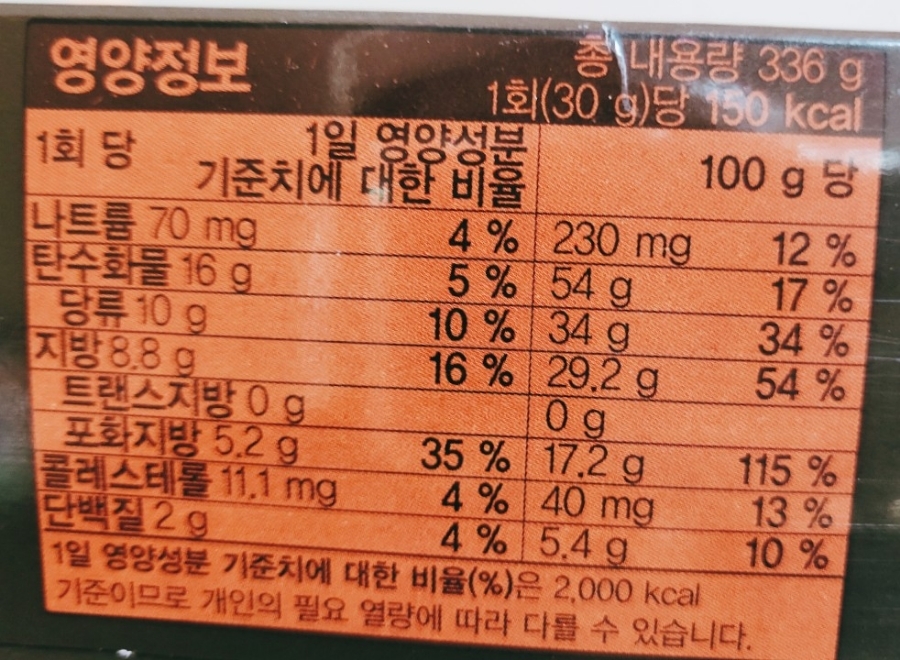 영양정보 총 내용량 336 g
1회(30 g)당 150 kcal
1회 당 1일 영양성분 기준치에 대한 비율 100 g 당
나트륨 70 mg 4 % 230 mg 12 %
탄수화물 16 g 5 % 54 g 17 %
당류 10 g 10 % 34 g 34 %
지방 8.8 g 16 % 29.2 g 54 %
트랜스지방 0 g 0 g
포화지방 5.2 g 35 % 17.2 g 115 %
콜레스테롤 11.1 mg 4 % 40 mg 13 %
단백질 2 g 4 % 5.4 g 10 %
1일 영양성분 기준치에 대한 비율(%)은 2,000 kcal
기준이므로 개인의 필요 열량에 따라 다를 수 있습니다.